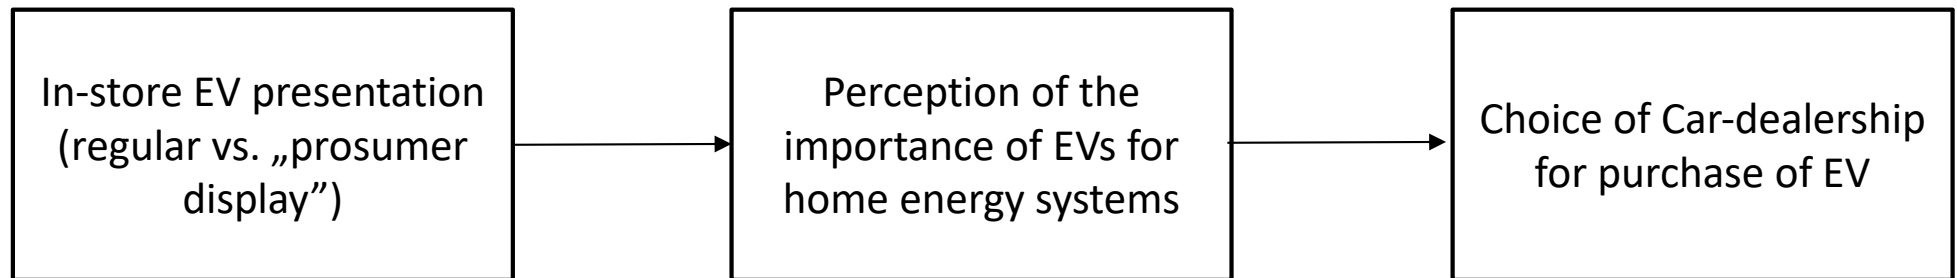 In-store EV presentation
(regular vs. „prosumer
display”)
Perception of the
importance of EVs for
home energy systems
Choice of Car-dealership
for purchase of EV